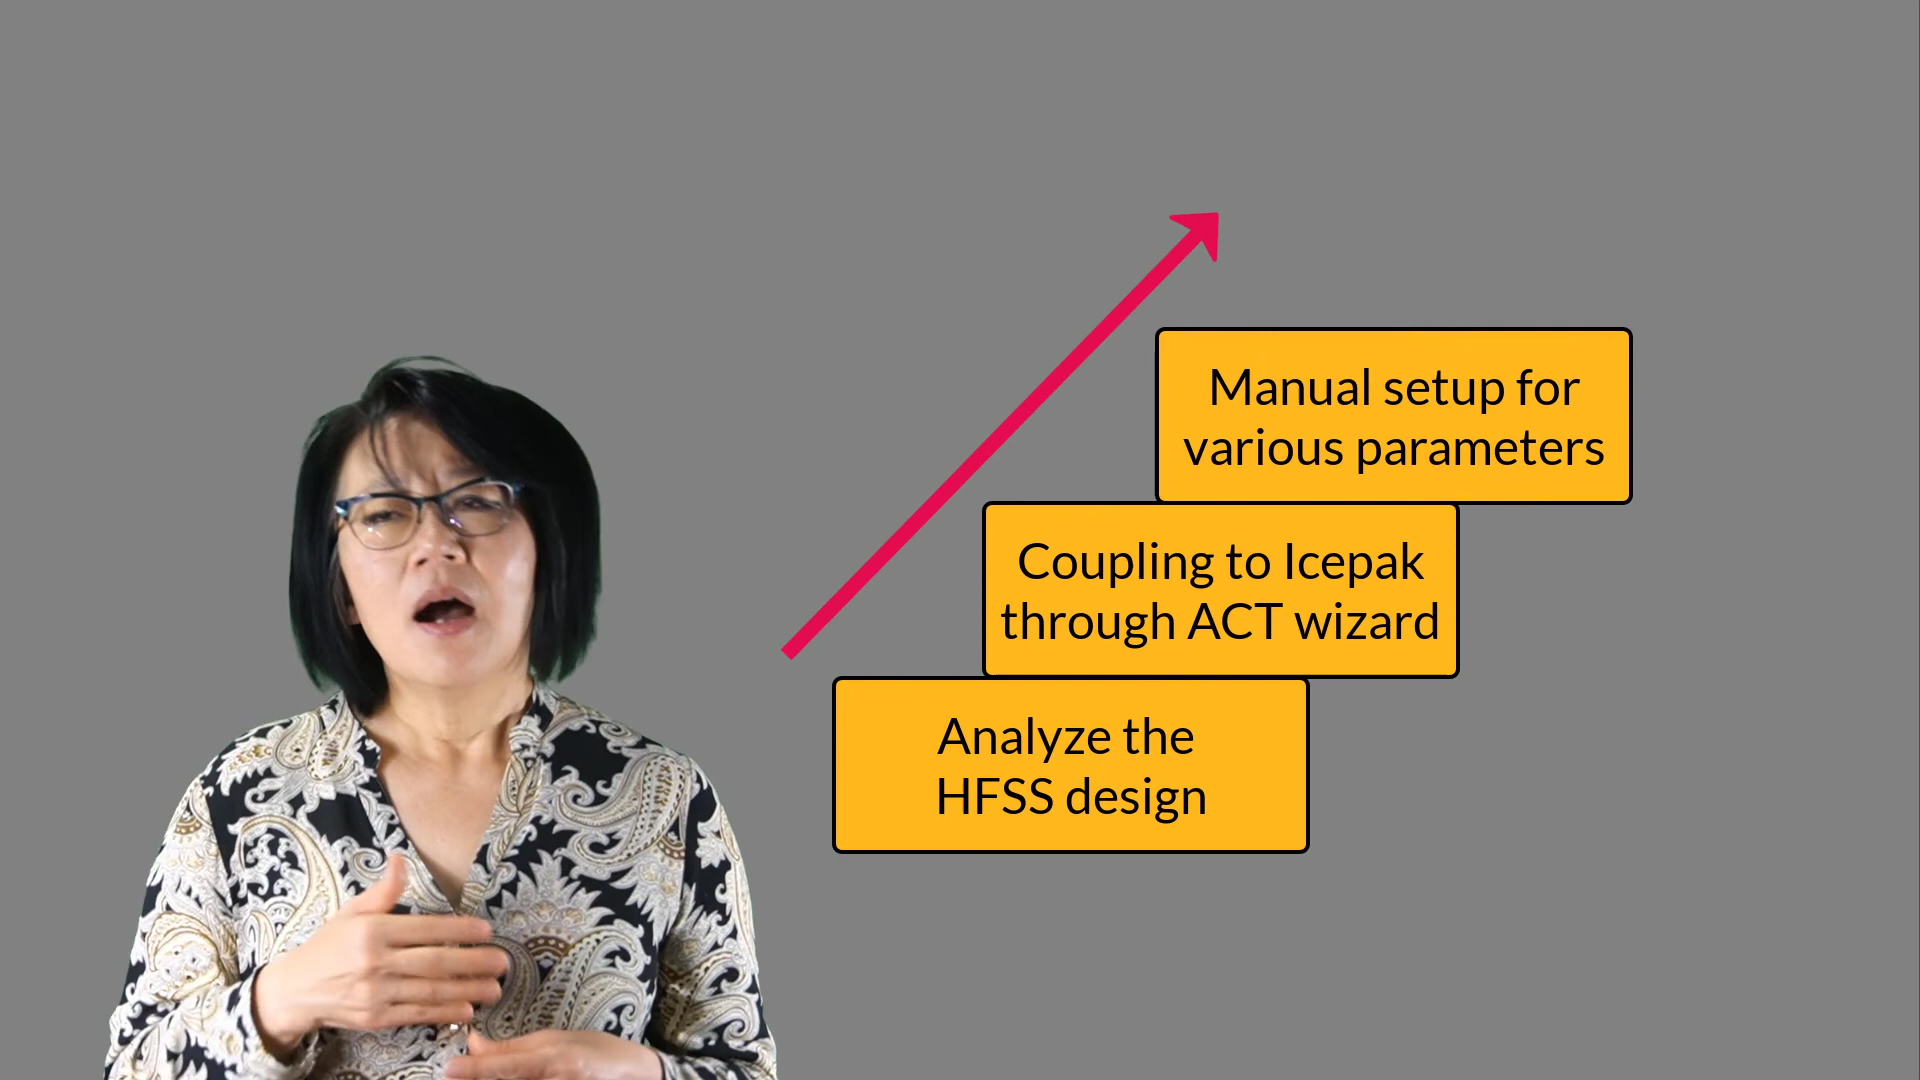 Manual setup for
various parameters
Coupling to Icepak
through ACT wizard
Analyze the
HFSS design